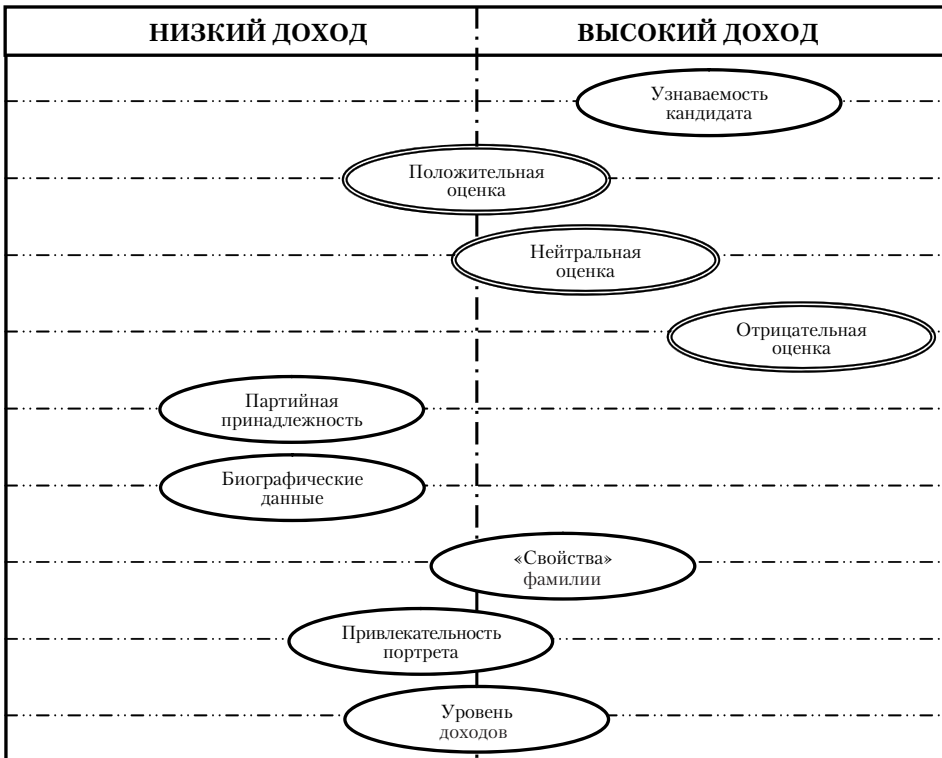 НИЗКИЙ ДОХОД
ВЫСОКИЙ ДОХОД
Узнаваемость
кандидата
Положительная
оценка
Нейтральная
оценка
Отрицательная
оценка
Партийная
принадлежность
Биографические
данные
«Свойства»
фамилии
Привлекательность
портрета
Уровень
доходов